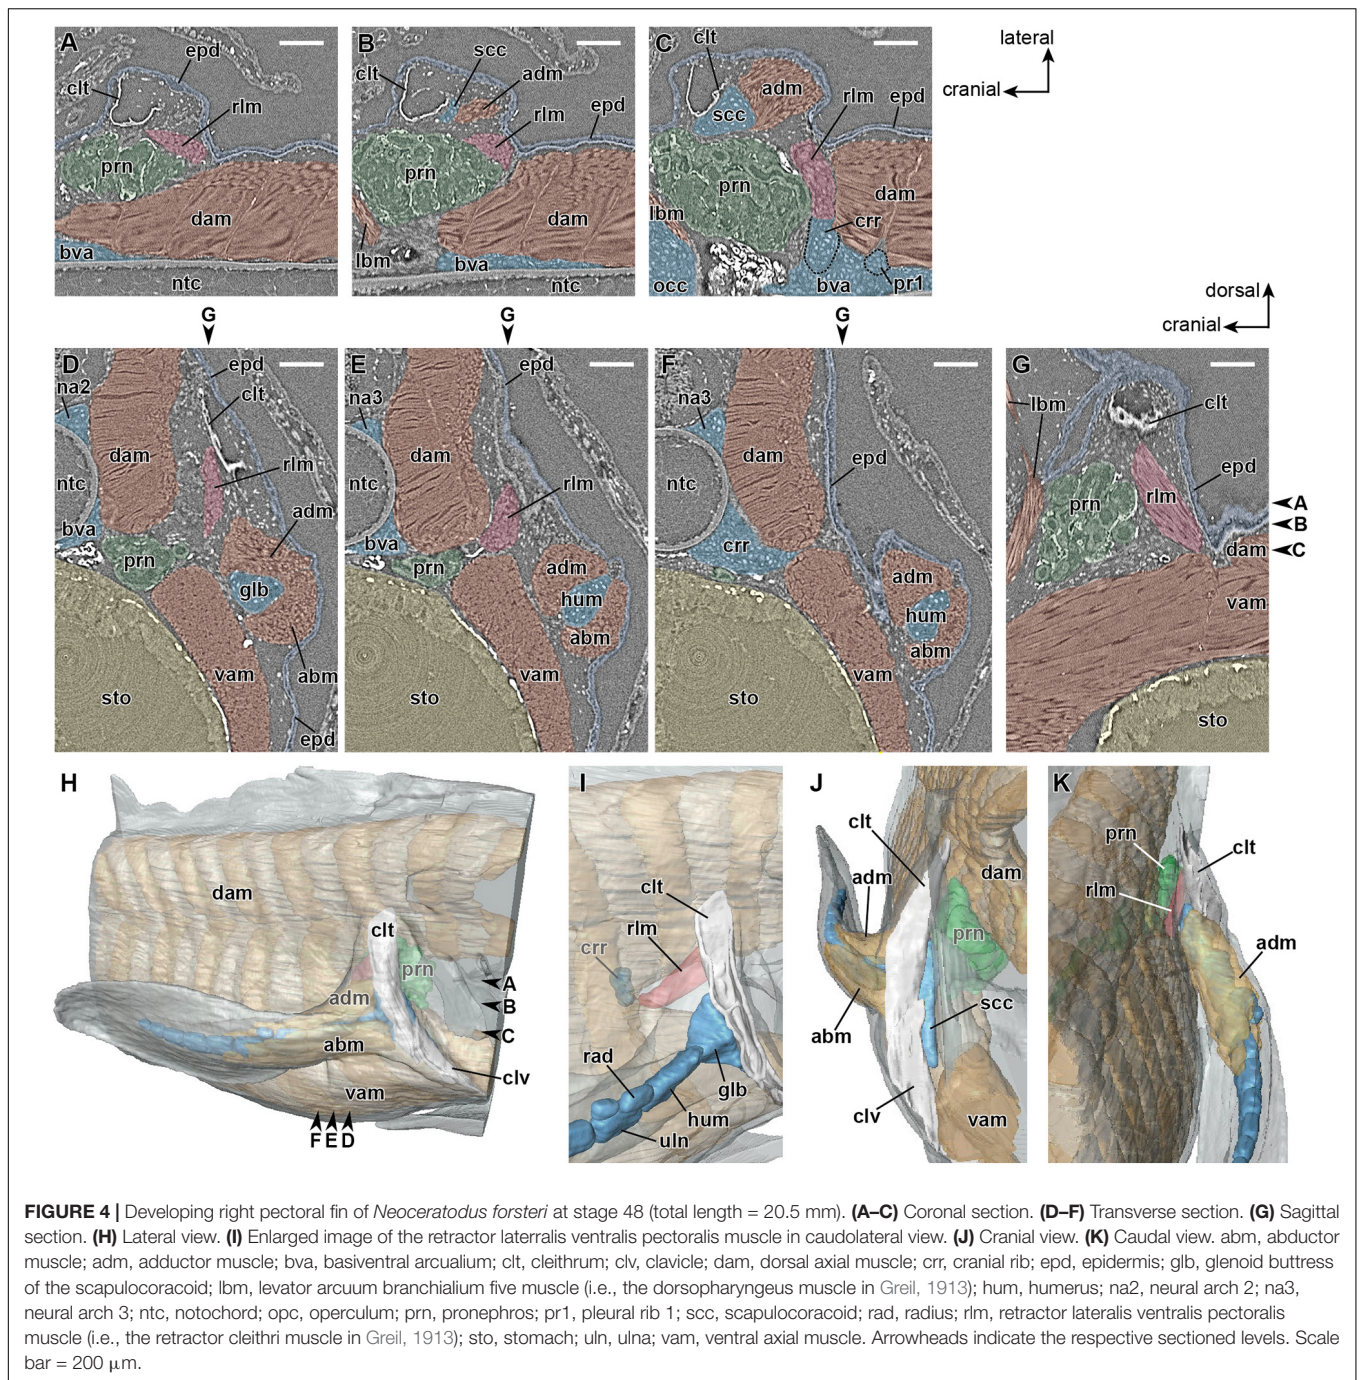 A
epd
clt
rlm
prn
dam
bva
ntc
B
scc
adm
clt
epd
rlm
prn
dam
lbm
bva
ntc
C
clt
adm
rlm
epd
scc
prn
dam
lbm
crr
occ
bva
pr1
lateral
cranial
dorsal
cranial
G
G
G
D
epd
na2
clt
dam
rlm
ntc
adm
bva
prn
glb
vam
abm
sto
epd
E
epd
na3
dam
ntc
rlm
bva
prn
adm
hum
abm
vam
sto
F
na3
dam
epd
ntc
crr
adm
hum
abm
vam
sto
G
lbm
clt
epd
prn
rlm
A
B
dam
C
vam
sto
H
dam
clt
prn
A
adm
B
abm
C
clv
vam
F E D
I
clt
rlm
crr
rad
glb
hum
uln
J
clt
adm
dam
prn
abm
scc
clv
vam
K
prn
clt
rlm
adm
FIGURE 4 | Developing right pectoral fin of Neoceratodus forsteri at stage 48 (total length = 20.5 mm). (A–C) Coronal section. (D–F) Transverse section. (G) Sagittal
section. (H) Lateral view. (I) Enlarged image of the retractor laterralis ventralis pectoralis muscle in caudolateral view. (J) Cranial view. (K) Caudal view. abm, abductor
muscle; adm, adductor muscle; bva, basiventral arcualium; clt, cleithrum; clv, clavicle; dam, dorsal axial muscle; crr, cranial rib; epd, epidermis; glb, glenoid buttress
of the scapulocoracoid; lbm, levator arcuum branchialium five muscle (i.e., the dorsopharyngeus muscle in Greil, 1913); hum, humerus; na2, neural arch 2; na3,
neural arch 3; ntc, notochord; opc, operculum; prn, pronephros; pr1, pleural rib 1; scc, scapulocoracoid; rad, radius; rlm, retractor lateralis ventralis pectoralis
muscle (i.e., the retractor cleithri muscle in Greil, 1913); sto, stomach; uln, ulna; vam, ventral axial muscle. Arrowheads indicate the respective sectioned levels. Scale
bar = 200 μm.